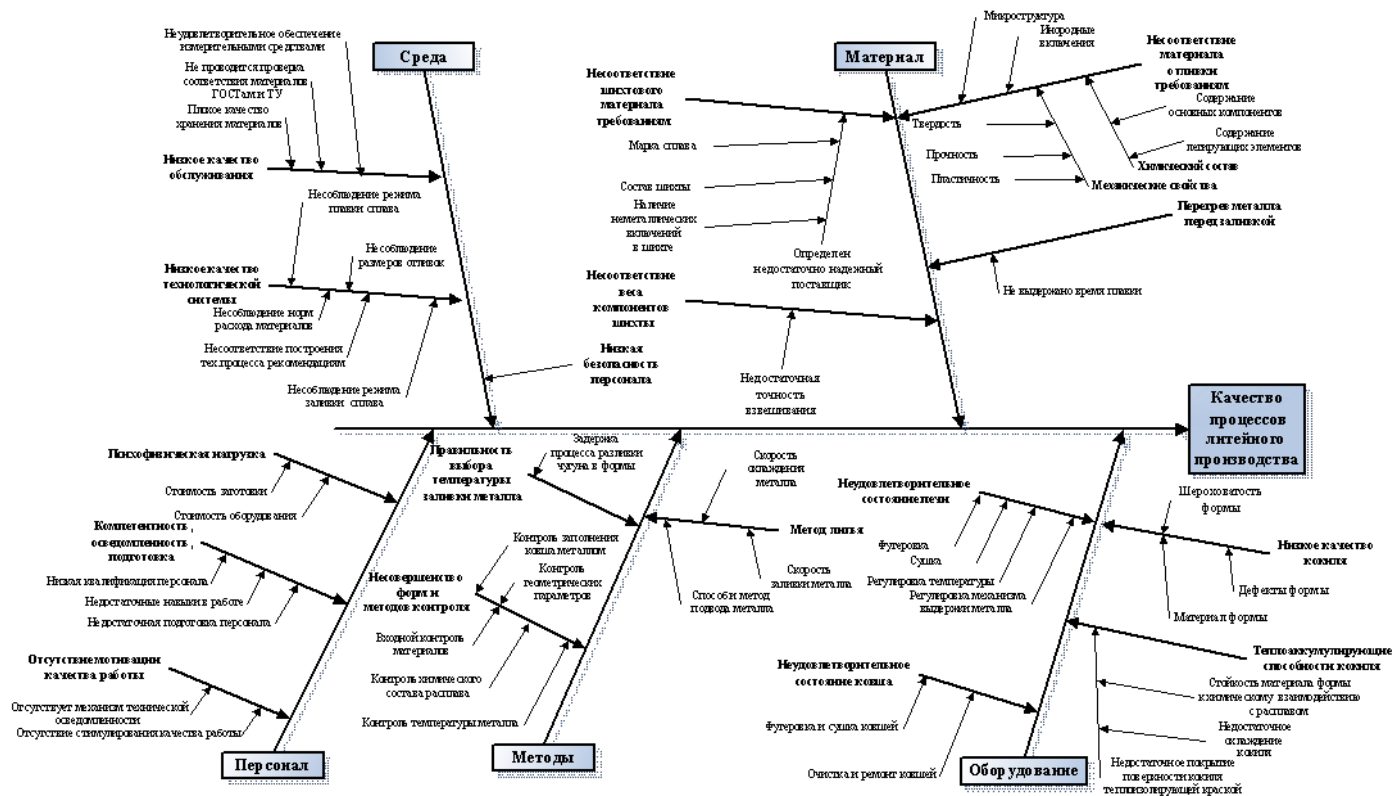 Среда
Неудовлетворительное обеспечение
измерительными средствами
Не проводится проверка
соответствия материалов
ГОСТам и ТУ
Плохое качество
хранения материалов
Низкое качество
обслуживания
Несоблюдение режима
плавки сплава
Низкое качество
технологической
системы
Несоблюдение
размеров отливок
Несоблюдение норм
расхода материалов
Несоответствие построения
тех.процесса рекомендациям
Несоблюдение режима
заливки сплава
Низкая
безопасность
персонала
Материал
Несоответствие
шихтового
материала
требованиям
Марка сплава
Состав шихты
Наличие
неметаллических
включений
в шихте
Определен
недостаточно надежный
поставщик
Несоответствие
веса
компонентов
шихты
Недостаточная
точность
взвешивания
Микроструктура
Инородные
включения
Несоответствие
материала
отливки
требованиям
Содержание
основных компонентов
Содержание
легирующих элементов
Химический состав
Твердость
Прочность
Пластичность
Механические свойства
Перегрев металла
перед заливкой
Не выдержано время плавки
Качество
процессов
литейного
производства
Психофизическая нагрузка
Стоимость заготовки
Стоимость оборудования
Компетентность
, осведомленность,
подготовка
Низкая квалификация персонала
Недостаточные навыки в работе
Недостаточная подготовка персонала
Отсутствие мотивации
качества работы
Отсутствует механизм технической
осведомленности
Отсутствие стимулирования качества работы
Персонал
Правильность
выбора
температуры
заливки металла
Задержка
процесса разливки
чугуна в формы
Скорость
охлаждения
металла
Метод литья
Скорость
заливки металла
Способ и метод
подвода металла
Контроль заполнения
ковша металлом
Контроль
геометрических
параметров
Несовершенство
форм и
методов контроля
Входной контроль
материалов
Контроль химического
состава расплава
Контроль температуры металла
Методы
Неудовлетворительное
состояние печи
Футеровка
Сушка
Регулировка температуры
Регулировка механизма
выдержки металла
Шероховатость
формы
Низкое качество
кокиля
Дефекты формы
Материал формы
Теплоаккумулирующие
способности кокиля
Стойкость материала формы
к химическому взаимодействию
с расплавом
Недостаточное
охлаждение
кокиля
Недостаточное покрытие
поверхности кокиля
теплоизолирующей краской
Неудовлетворительное
состояние ковша
Футеровка и сушка ковшей
Очистка и ремонт ковшей
Оборудование